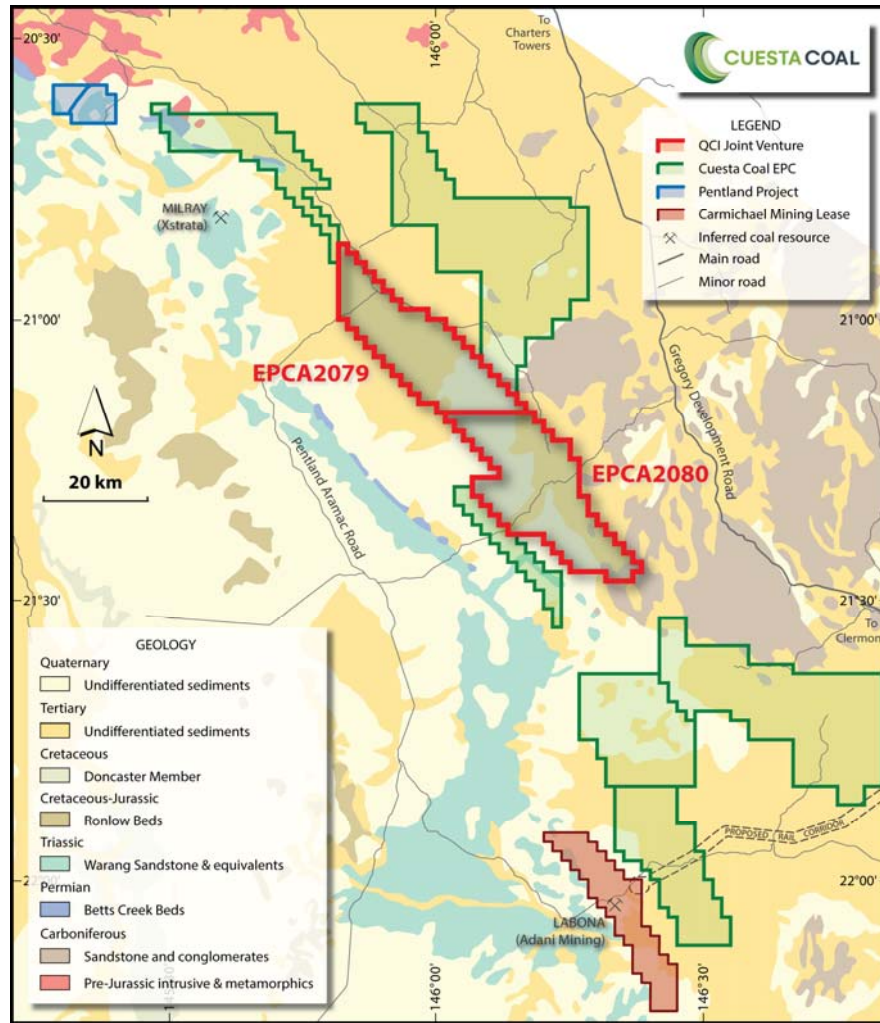 20°30'
146°00'
To
Charters
Towers
CUESTA COAL
LEGEND
QCI Joint Venture
Cuesta Coal EPC
Pentland Project
Carmichael Mining Lease
Inferred coal resource
Main road
Minor road
MILRAY
(Xstrata)
21°00'
21°00'
EPCA2079
N
20 km
Pentland Aramac Road
Gregory Development Road
EPCA2080
21°30'
21°30'
To
Clermont
GEOLOGY
Quaternary
Undifferentiated sediments
Tertiary
Undifferentiated sediments
Cretaceous
Doncaster Member
Cretaceous-Jurassic
Ronlow Beds
Triassic
Warang Sandstone & equivalents
Permian
Betts Creek Beds
Carboniferous
Sandstone and conglomerates
Pre-Jurassic intrusive & metamorphics
PROPOSED RAIL CORRIDOR
22°00'
22°00'
LABONA
(Adani Mining)
146°00'
146°30'